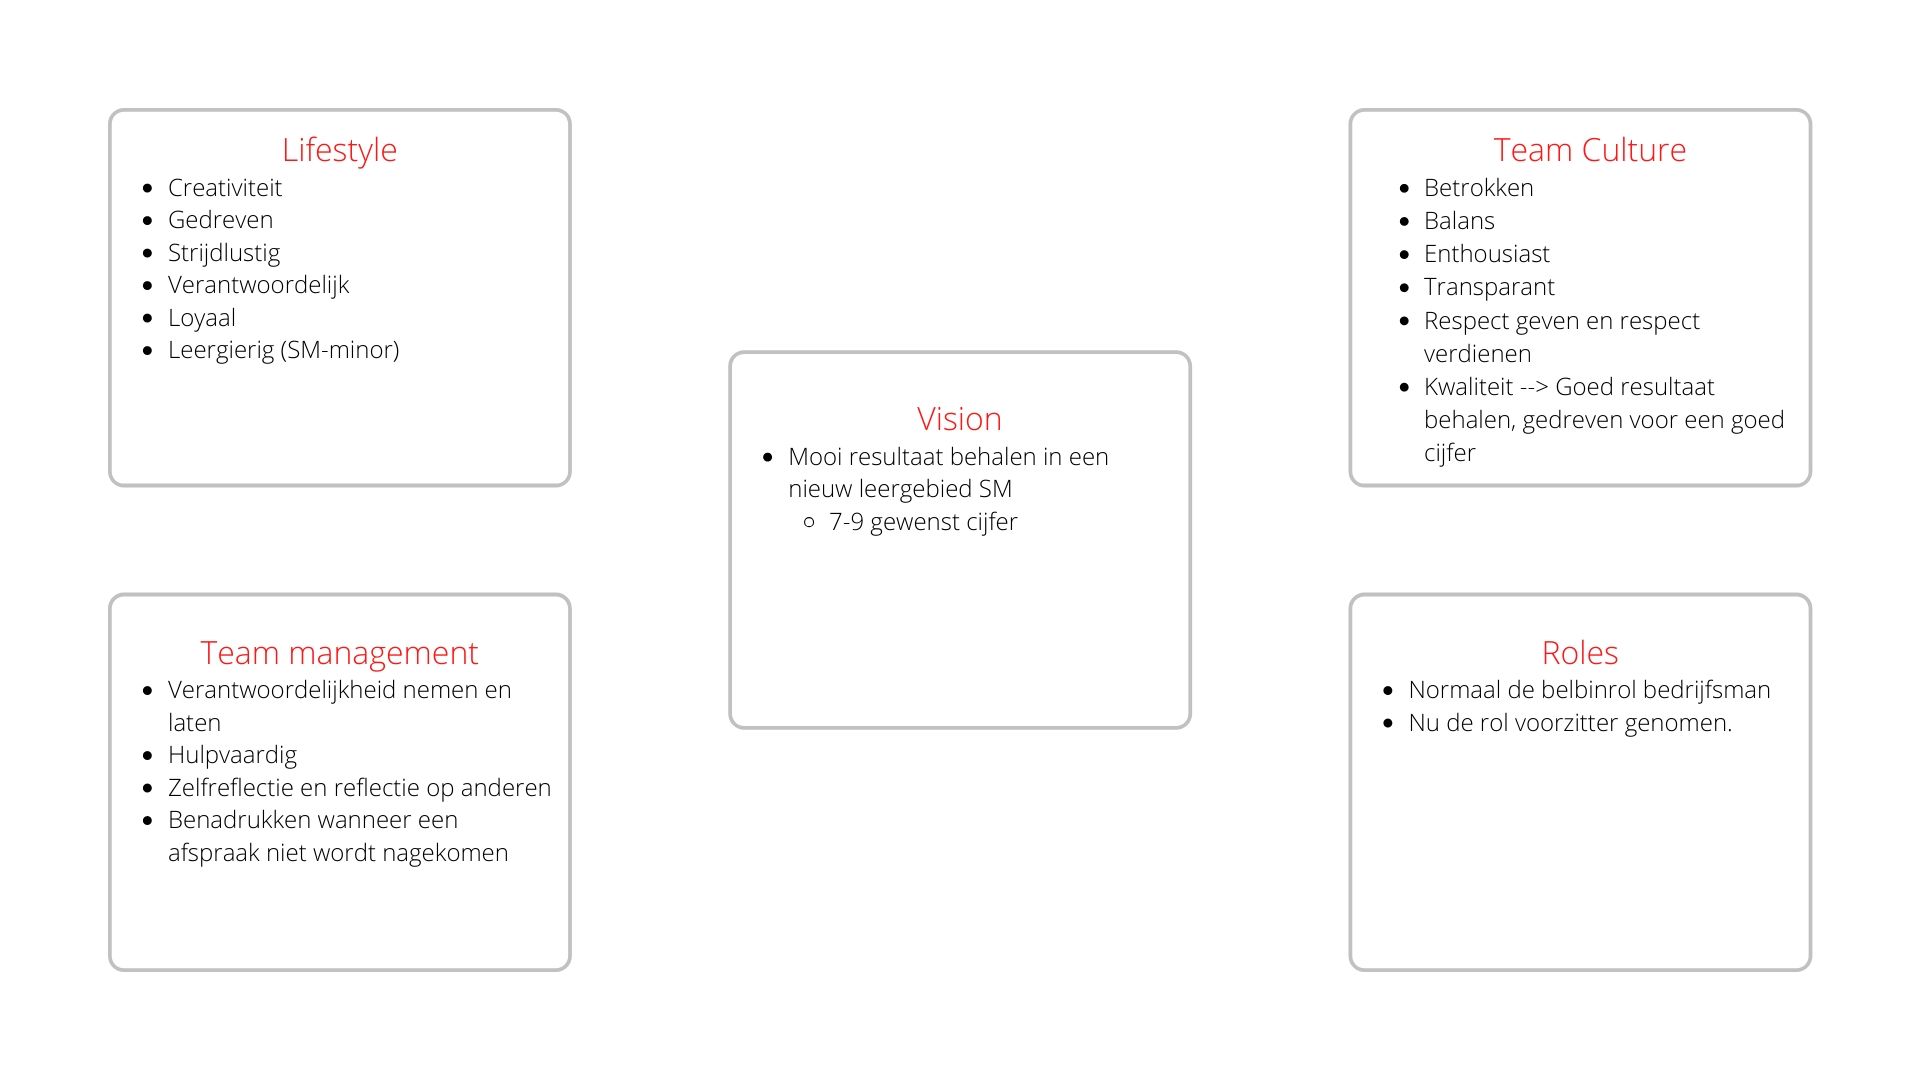 Lifestyle
• Creativiteit
• Gedreven
• Strijdlustig
• Verantwoordelijk
• Loyaal
• Leergierig (SM-minor)
Team management
• Verantwoordelijkheid nemen en
laten
• Hulpvaardig
• Zelfreflectie en reflectie op anderen
• Benadrukken wanneer een
afspraak niet wordt nagekomen
Vision
• Mooi resultaat behalen in een
nieuw leergebied SM
◦ 7-9 gewenst cijfer
Team Culture
• Betrokken
• Balans
• Enthousiast
• Transparant
• Respect geven en respect
verdienen
• Kwaliteit --> Goed resultaat
behalen, gedreven voor een goed
cijfer
Roles
• Normaal de belbinrol bedrijfsman
• Nu de rol voorzitter genomen.